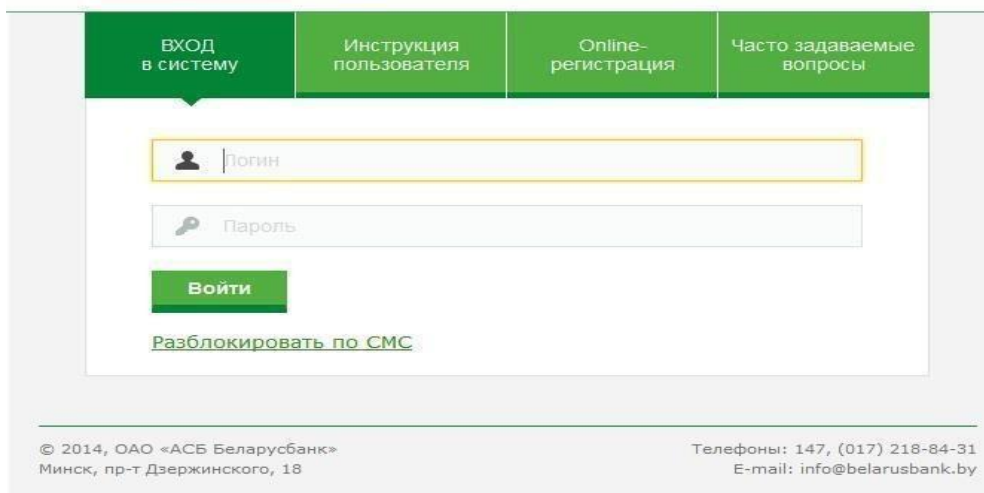 ВХОД
в систему
Инструкция
пользователя
Online-
регистрация
Часто задаваемые
вопросы
Логин
Пароль
Войти
Разблокировать по СМС
© 2014, ОАО «АСБ Беларусбанк»
Минск, пр-т Дзержинского, 18
Телефоны: 147, (017) 218-84-31
E-mail: info@belarusbank.by